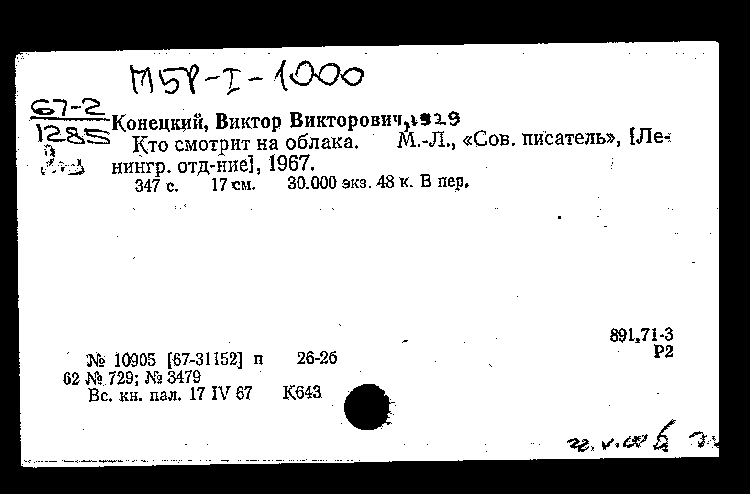 М5Р-I-1000
67-2
1285
Конецкий, Виктор Викторович, 1929
Кто смотрит на облака. М.-Л., «Сов. писатель», [Ле-
нингр. отд-ние], 1967.
347 с. 17 см. 30.000 экз. 48 к. В пер.
891.71-3
Р2
№ 10905 [67-31152] п 26-26
62 № 729; № 3479
Вс. кн. пал. 17 IV 67 К643